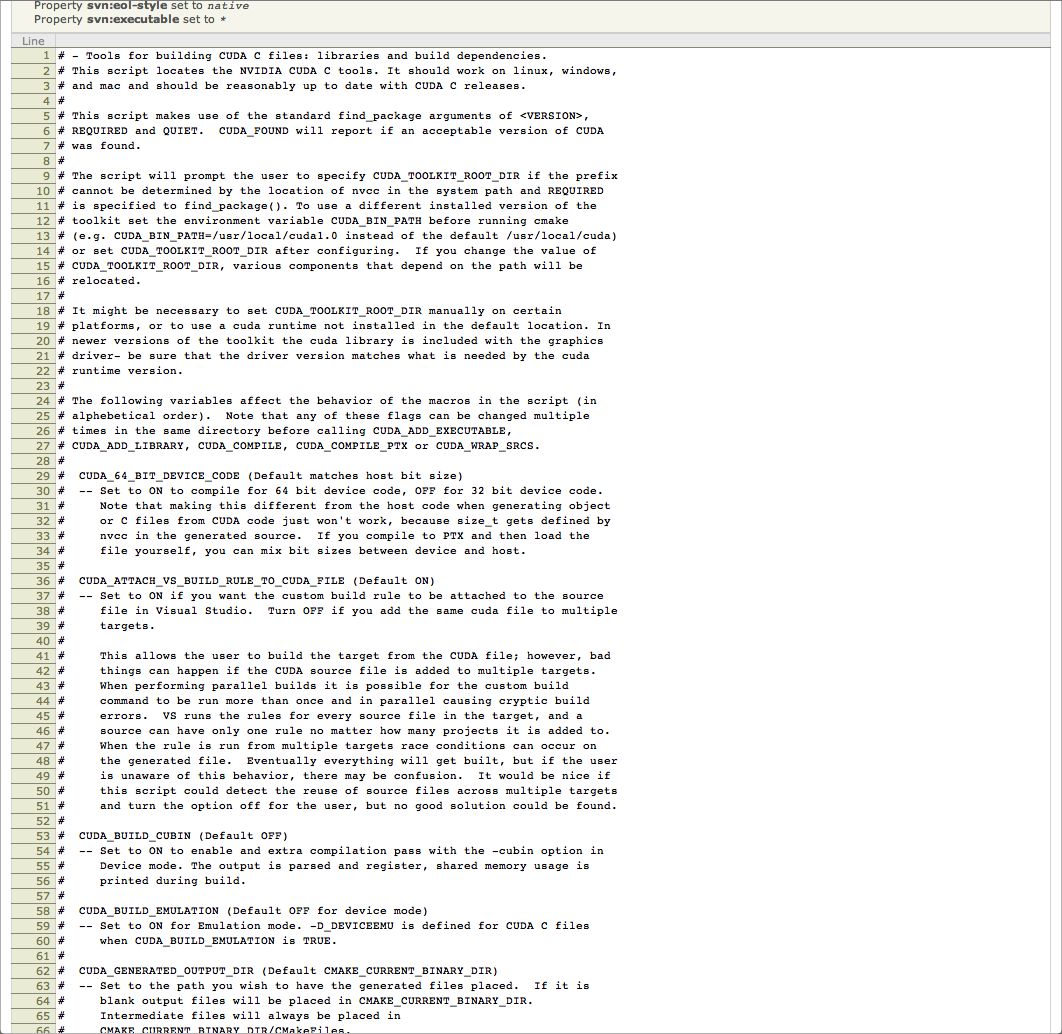 Property svn:eol-style set to native
Property svn:executable set to *
Line
1 # - Tools for building CUDA C files: libraries and build dependencies.
2 # This script locates the NVIDIA CUDA C tools. It should work on linux, windows,
3 # and mac and should be reasonably up to date with CUDA C releases.
4 #
5 # This script makes use of the standard find_package arguments of <VERSION>,
6 # REQUIRED and QUIET.  CUDA_FOUND will report if an acceptable version of CUDA
7 # was found.
8 #
9 # The script will prompt the user to specify CUDA_TOOLKIT_ROOT_DIR if the prefix
10 # cannot be determined by the location of nvcc in the system path and REQUIRED
11 # is specified to find_package(). To use a different installed version of the
12 # toolkit set the environment variable CUDA_BIN_PATH before running cmake
13 # (e.g. CUDA_BIN_PATH=/usr/local/cuda1.0 instead of the default /usr/local/cuda)
14 # or set CUDA_TOOLKIT_ROOT_DIR after configuring.  If you change the value of
15 # CUDA_TOOLKIT_ROOT_DIR, various components that depend on the path will be
16 # relocated.
17 #
18 # It might be necessary to set CUDA_TOOLKIT_ROOT_DIR manually on certain
19 # platforms, or to use a cuda runtime not installed in the default location. In
20 # newer versions of the toolkit the cuda library is included with the graphics
21 # driver- be sure that the driver version matches what is needed by the cuda
22 # runtime version.
23 #
24 # The following variables affect the behavior of the macros in the script (in
25 # alphebetical order).  Note that any of these flags can be changed multiple
26 # times in the same directory before calling CUDA_ADD_EXECUTABLE,
27 # CUDA_ADD_LIBRARY, CUDA_COMPILE, CUDA_COMPILE_PTX or CUDA_WRAP_SRCS.
28 #
29 #  CUDA_64_BIT_DEVICE_CODE (Default matches host bit size)
30 #  -- Set to ON to compile for 64 bit device code, OFF for 32 bit device code.
31 #     Note that making this different from the host code when generating object
32 #     or C files from CUDA code just won't work, because size_t gets defined by
33 #     nvcc in the generated source.  If you compile to PTX and then load the
34 #     file yourself, you can mix bit sizes between device and host.
35 #
36 #  CUDA_ATTACH_VS_BUILD_RULE_TO_CUDA_FILE (Default ON)
37 #  -- Set to ON if you want the custom build rule to be attached to the source
38 #     file in Visual Studio.  Turn OFF if you add the same cuda file to multiple
39 #     targets.
40 #
41 #     This allows the user to build the target from the CUDA file; however, bad
42 #     things can happen if the CUDA source file is added to multiple targets.
43 #     When performing parallel builds it is possible for the custom build
44 #     command to be run more than once and in parallel causing cryptic build
45 #     errors.  VS runs the rules for every source file in the target, and a
46 #     source can have only one rule no matter how many projects it is added to.
47 #     When the rule is run from multiple targets race conditions can occur on
48 #     the generated file.  Eventually everything will get built, but if the user
49 #     is unaware of this behavior, there may be confusion.  It would be nice if
50 #     this script could detect the reuse of source files across multiple targets
51 #     and turn the option off for the user, but no good solution could be found.
52 #
53 #  CUDA_BUILD_CUBIN (Default OFF)
54 #  -- Set to ON to enable and extra compilation pass with the -cubin option in
55 #     Device mode. The output is parsed and register, shared memory usage is
56 #     printed during build.
57 #
58 #  CUDA_BUILD_EMULATION (Default OFF for device mode)
59 #  -- Set to ON for Emulation mode. -D_DEVICEEMU is defined for CUDA C files
60 #     when CUDA_BUILD_EMULATION is TRUE.
61 #
62 #  CUDA_GENERATED_OUTPUT_DIR (Default CMAKE_CURRENT_BINARY_DIR)
63 #  -- Set to the path you wish to have the generated files placed.  If it is
64 #     blank output files will be placed in CMAKE_CURRENT_BINARY_DIR.
65 #     Intermediate files will always be placed in
66 #     CMAKE_CURRENT_BINARY_DIR/CMakeFiles.